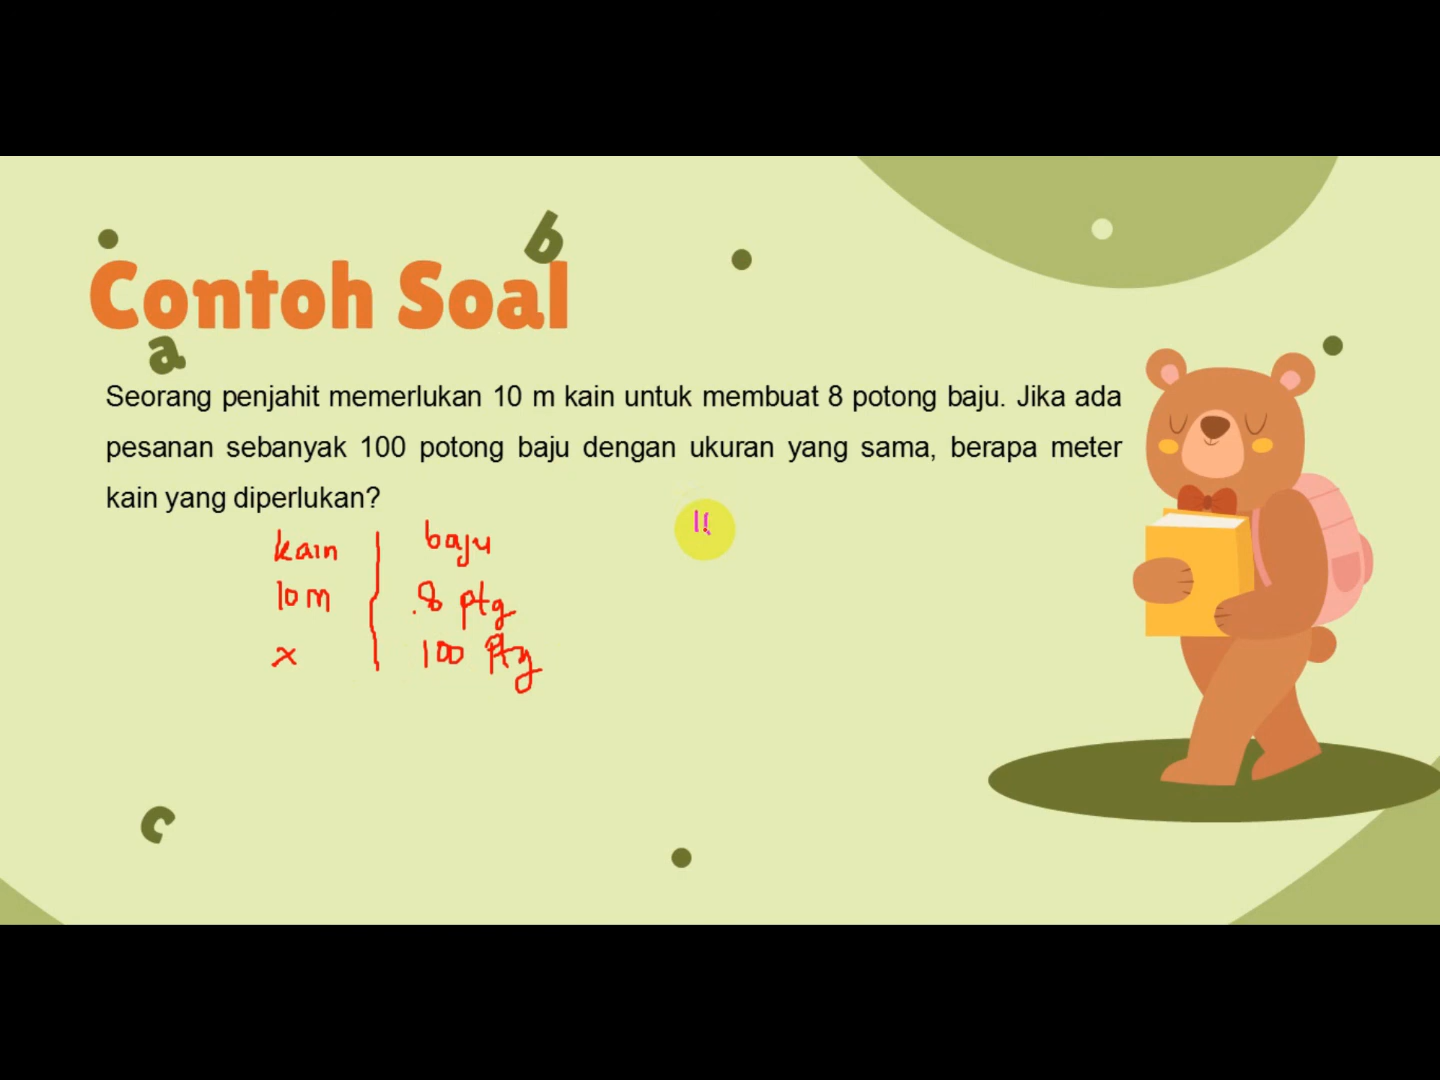 b
Contoh Soal
a
Seorang penjahit memerlukan 10 m kain untuk membuat 8 potong baju. Jika ada
pesanan sebanyak 100 potong baju dengan ukuran yang sama, berapa meter
kain yang diperlukan?
kain baju
10 m 8 ptg
x 100 ptg
c